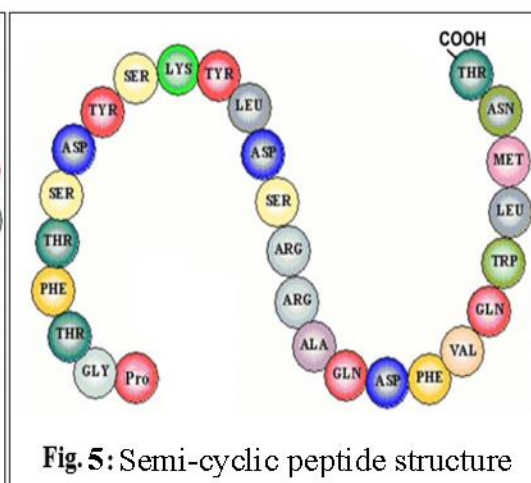 COOH
THR
ASN
MET
LEU
TRP
GLN
VAL
PHE
ASP
GLN
ALA
ARG
ARG
SER
ASP
LEU
TYR
LYS
SER
TYR
ASP
SER
THR
PHE
THR
GLY
Pro
Fig. 5: Semi-cyclic peptide structure